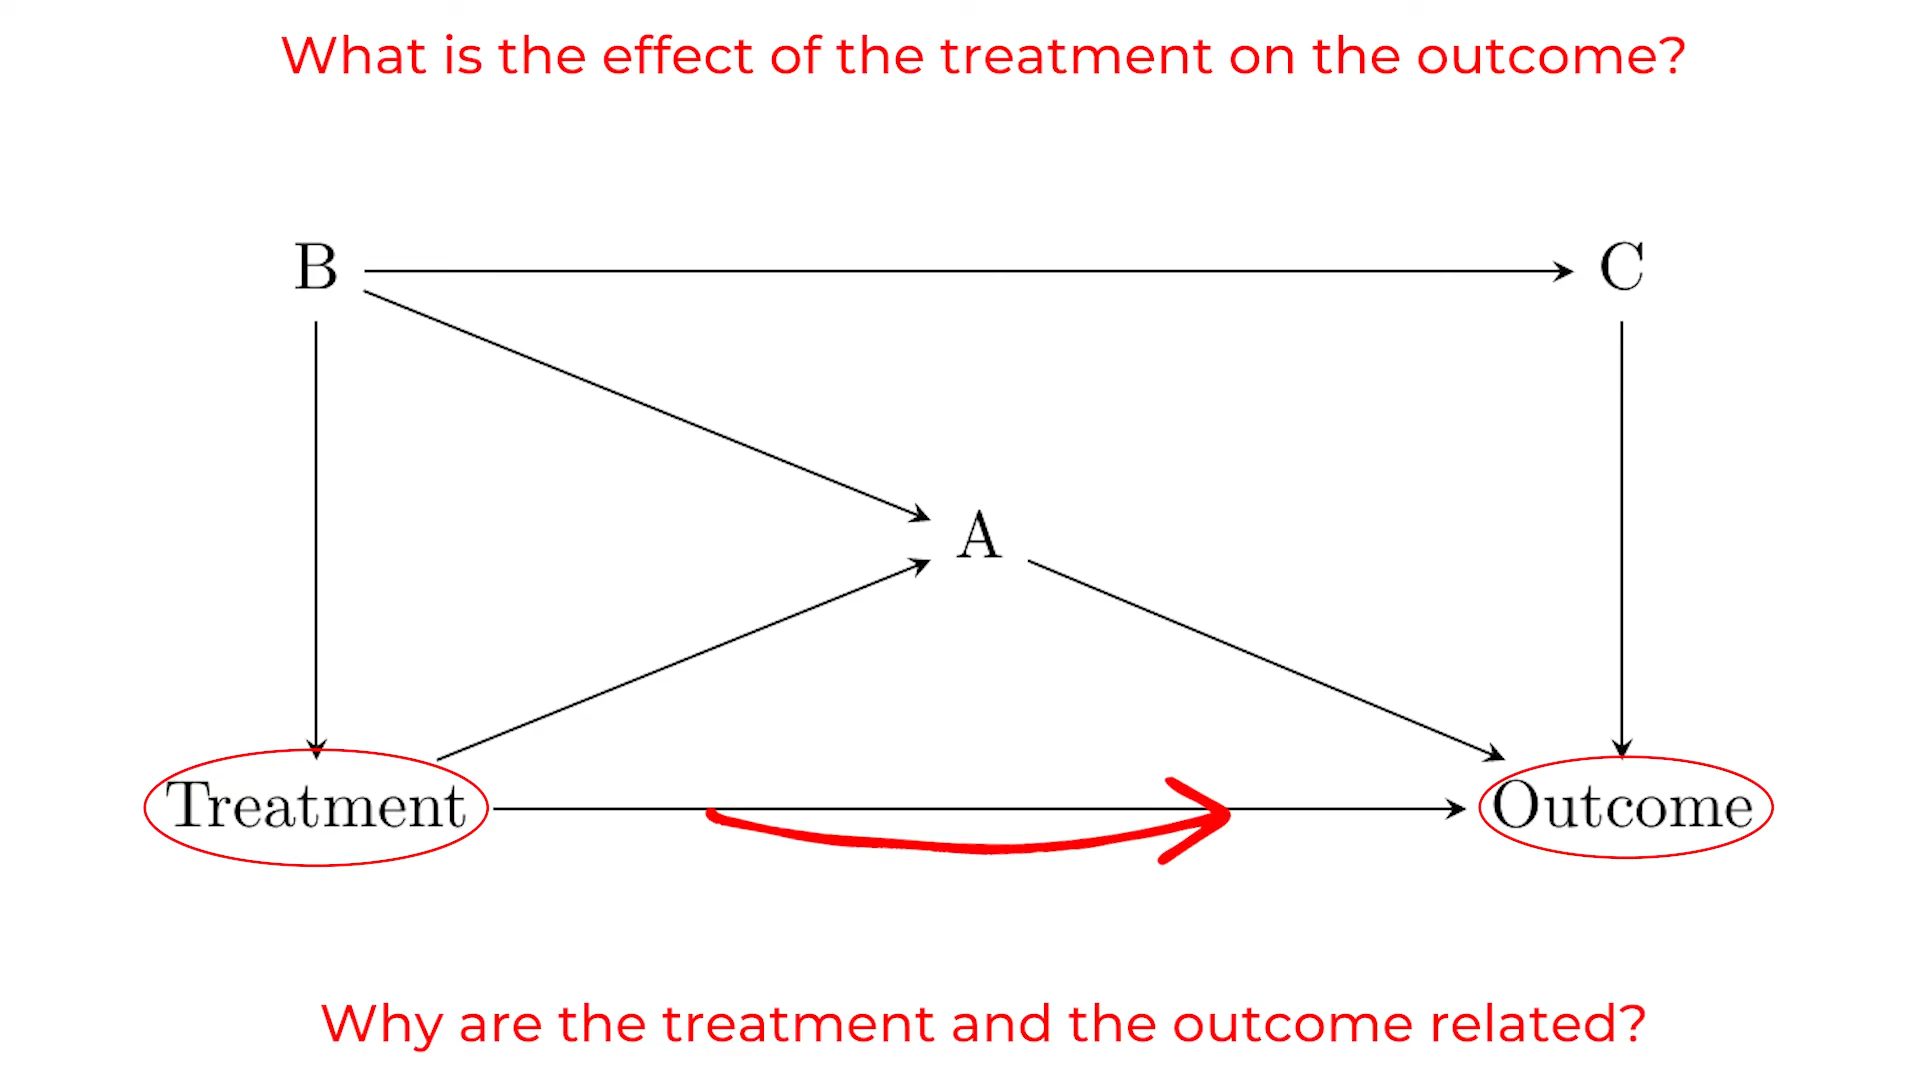 What is the effect of the treatment on the outcome?
B
C
A
Treatment
Outcome
Why are the treatment and the outcome related?